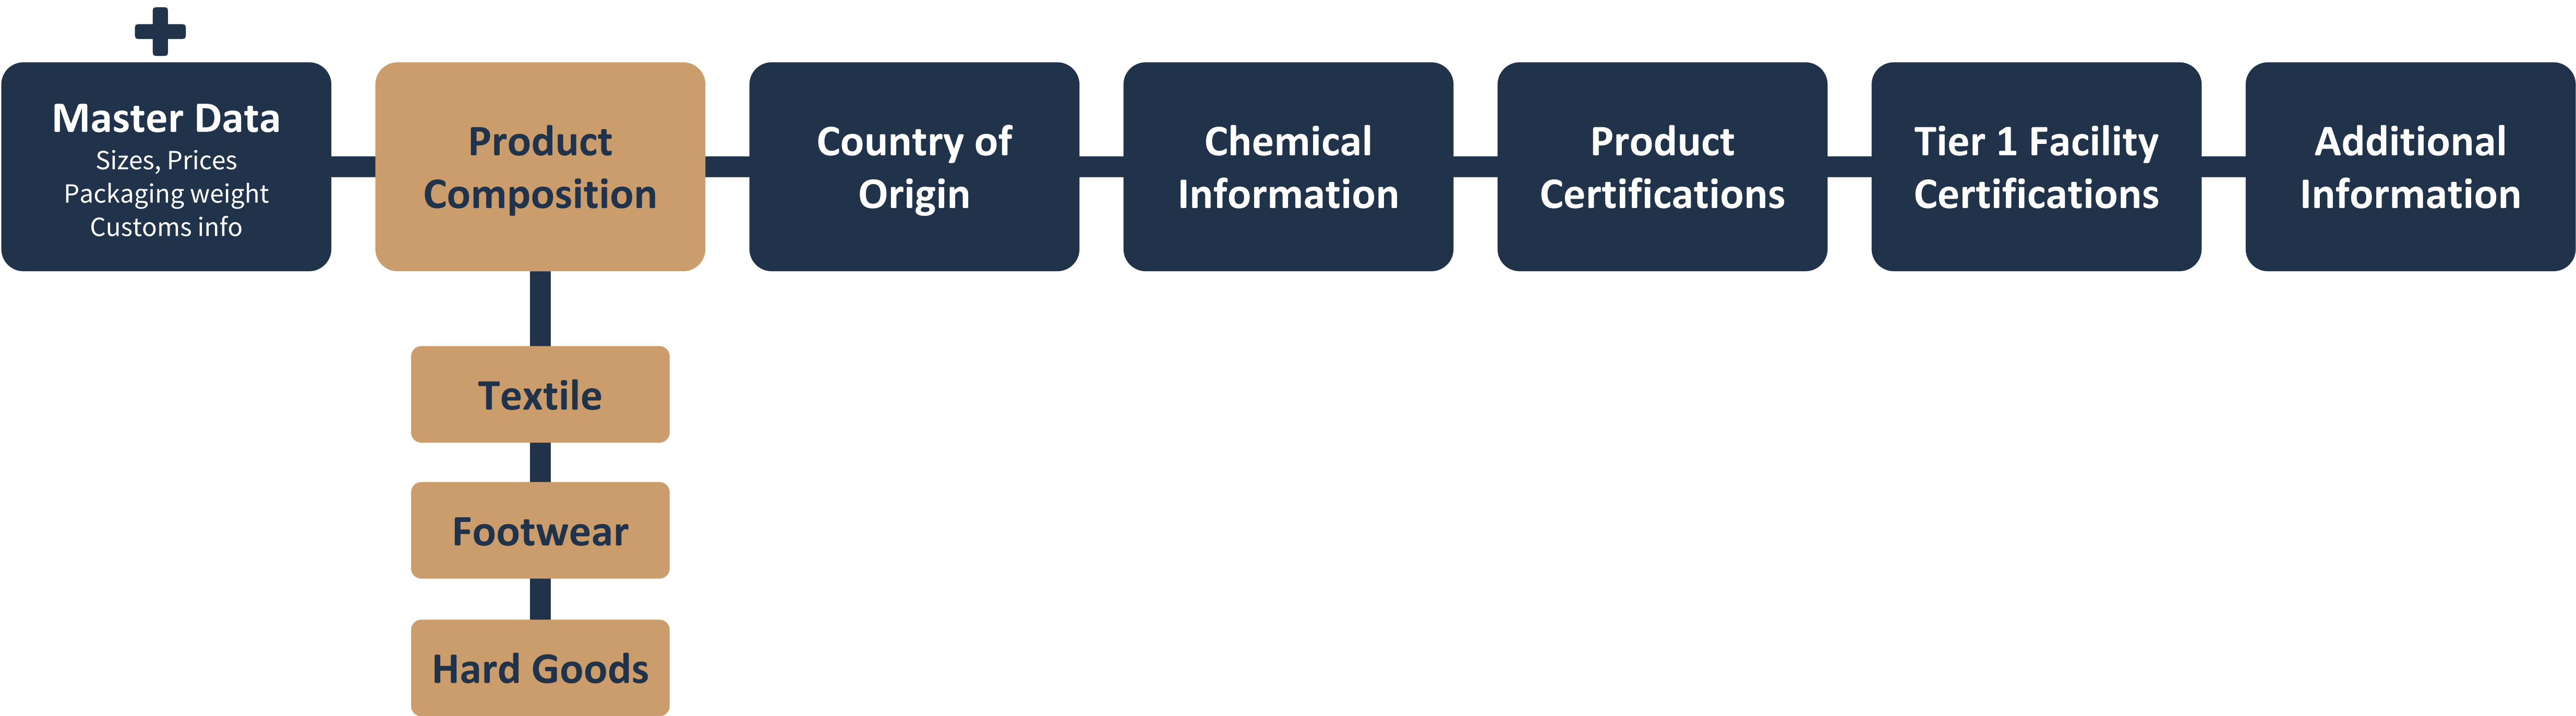 Master Data
Sizes, Prices
Packaging weight
Customs info
Product
Composition
Country of
Origin
Chemical
Information
Product
Certifications
Tier 1 Facility
Certifications
Additional
Information
Textile
Footwear
Hard Goods